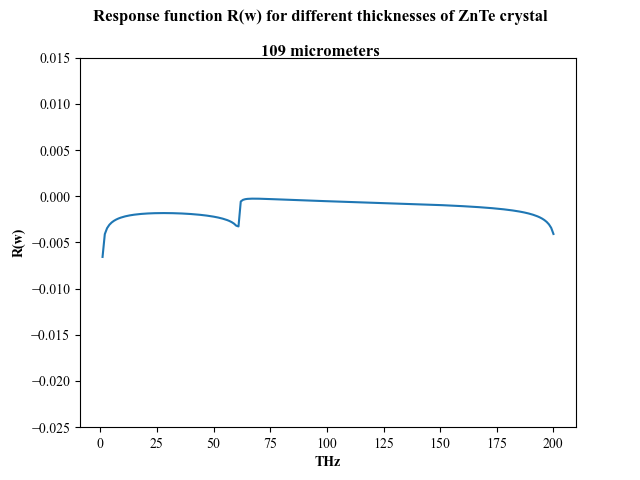 Response function R(w) for different thicknesses of ZnTe crystal
109 micrometers
0.015
0.010
0.005
0.000
−0.005
−0.010
−0.015
−0.020
−0.025
R(w)
0 25 50 75 100 125 150 175 200
THz